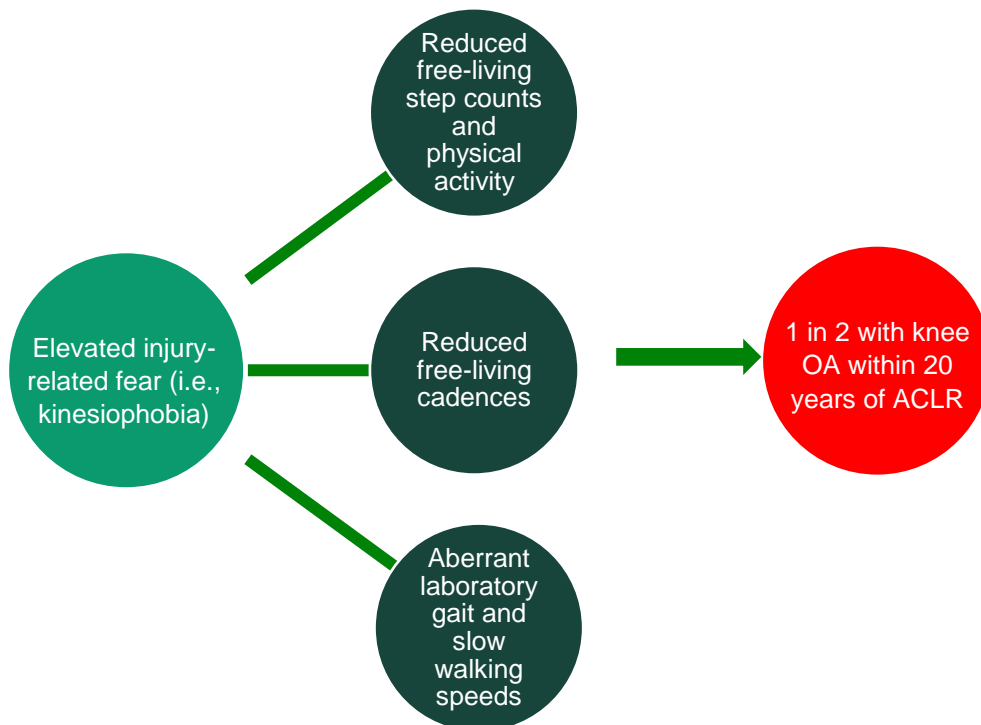 Reduced
free-living
step counts
and
physical
activity
Elevated injury-
related fear (i.e.,
kinesiophobia)
Reduced
free-living
cadences
1 in 2 with knee
OA within 20
years of ACLR
Aberrant
laboratory
gait and
slow
walking
speeds